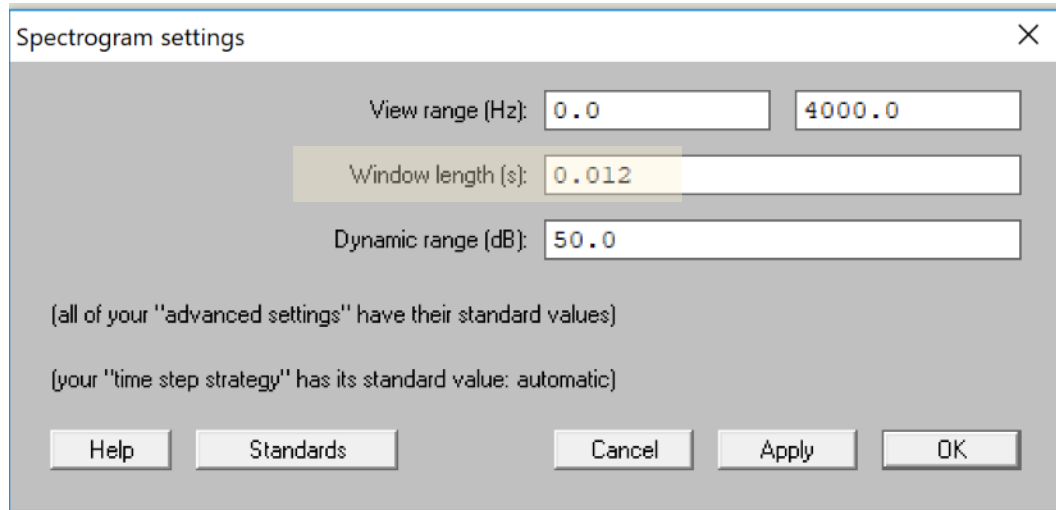 Spectrogram settings
View range (Hz): 0.0 4000.0
Window length (s): 0.012
Dynamic range (dB): 50.0
(all of your "advanced settings" have their standard values)
(your "time step strategy" has its standard value: automatic)
Help Standards Cancel Apply OK